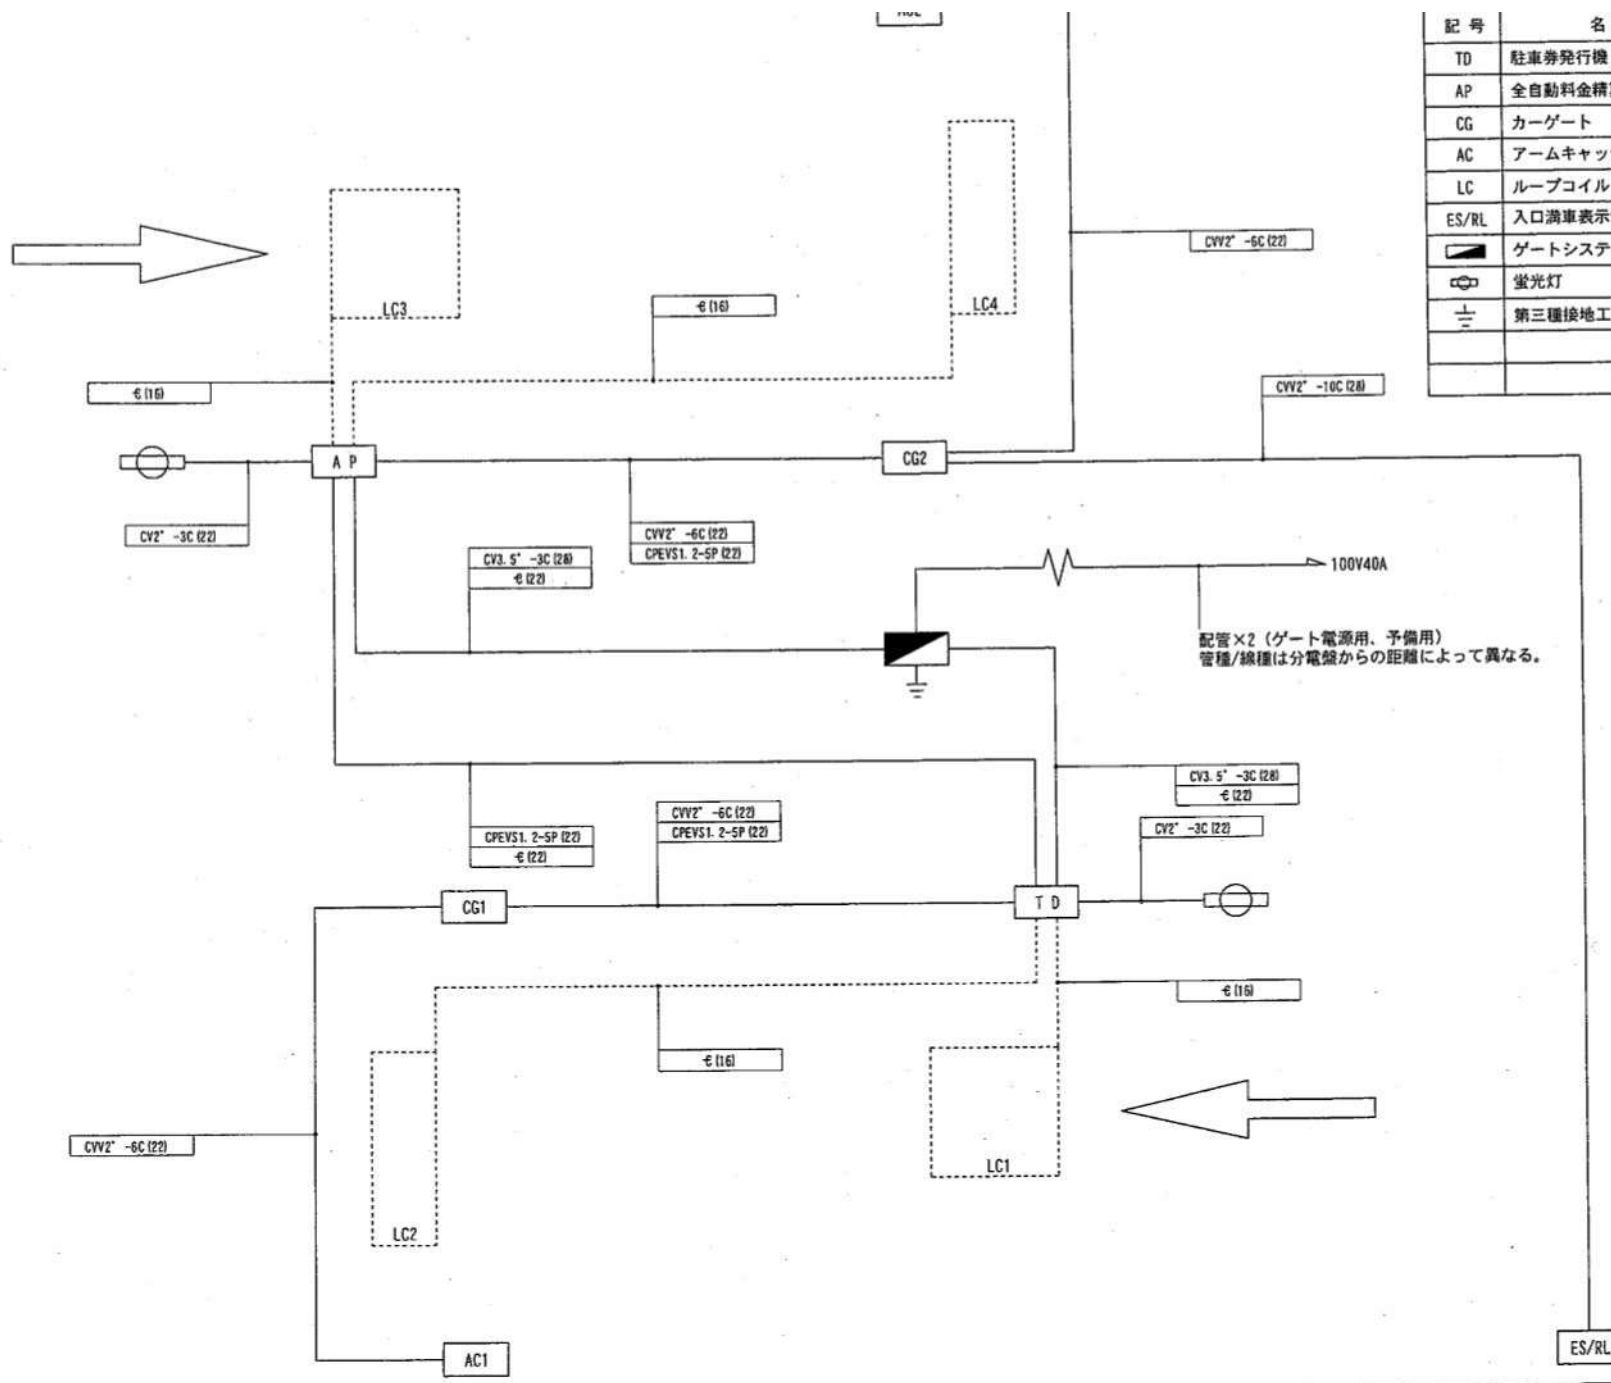 記 号 名
TD 駐車券発行機
AP 全自動料金精
CG カーゲート
AC アームキャッ
LC ループコイル
ES/RL 入口満車表示
ゲートシステ
蛍光灯
第三種接地工
CVV2° -6C (22)
LC3
LC4
-€ (16)
-€ (16)
CVV2° -10C (28)
A P
CG2
CV2° -3C (22)
CVV2° -6C (22)
CPEVS1. 2-5P (22)
CV3. 5° -3C (28)
-€ (22)
100V40A
配管×2（ゲート電源用、予備用）
管種/線種は分電盤からの距離によって異なる。
CV3. 5° -3C (28)
-€ (22)
CVV2° -6C (22)
CPEVS1. 2-5P (22)
CPEVS1. 2-5P (22)
-€ (22)
CV2° -3C (22)
CG1
T D
-€ (16)
-€ (16)
CVV2° -6C (22)
LC1
LC2
AC1
ES/RL